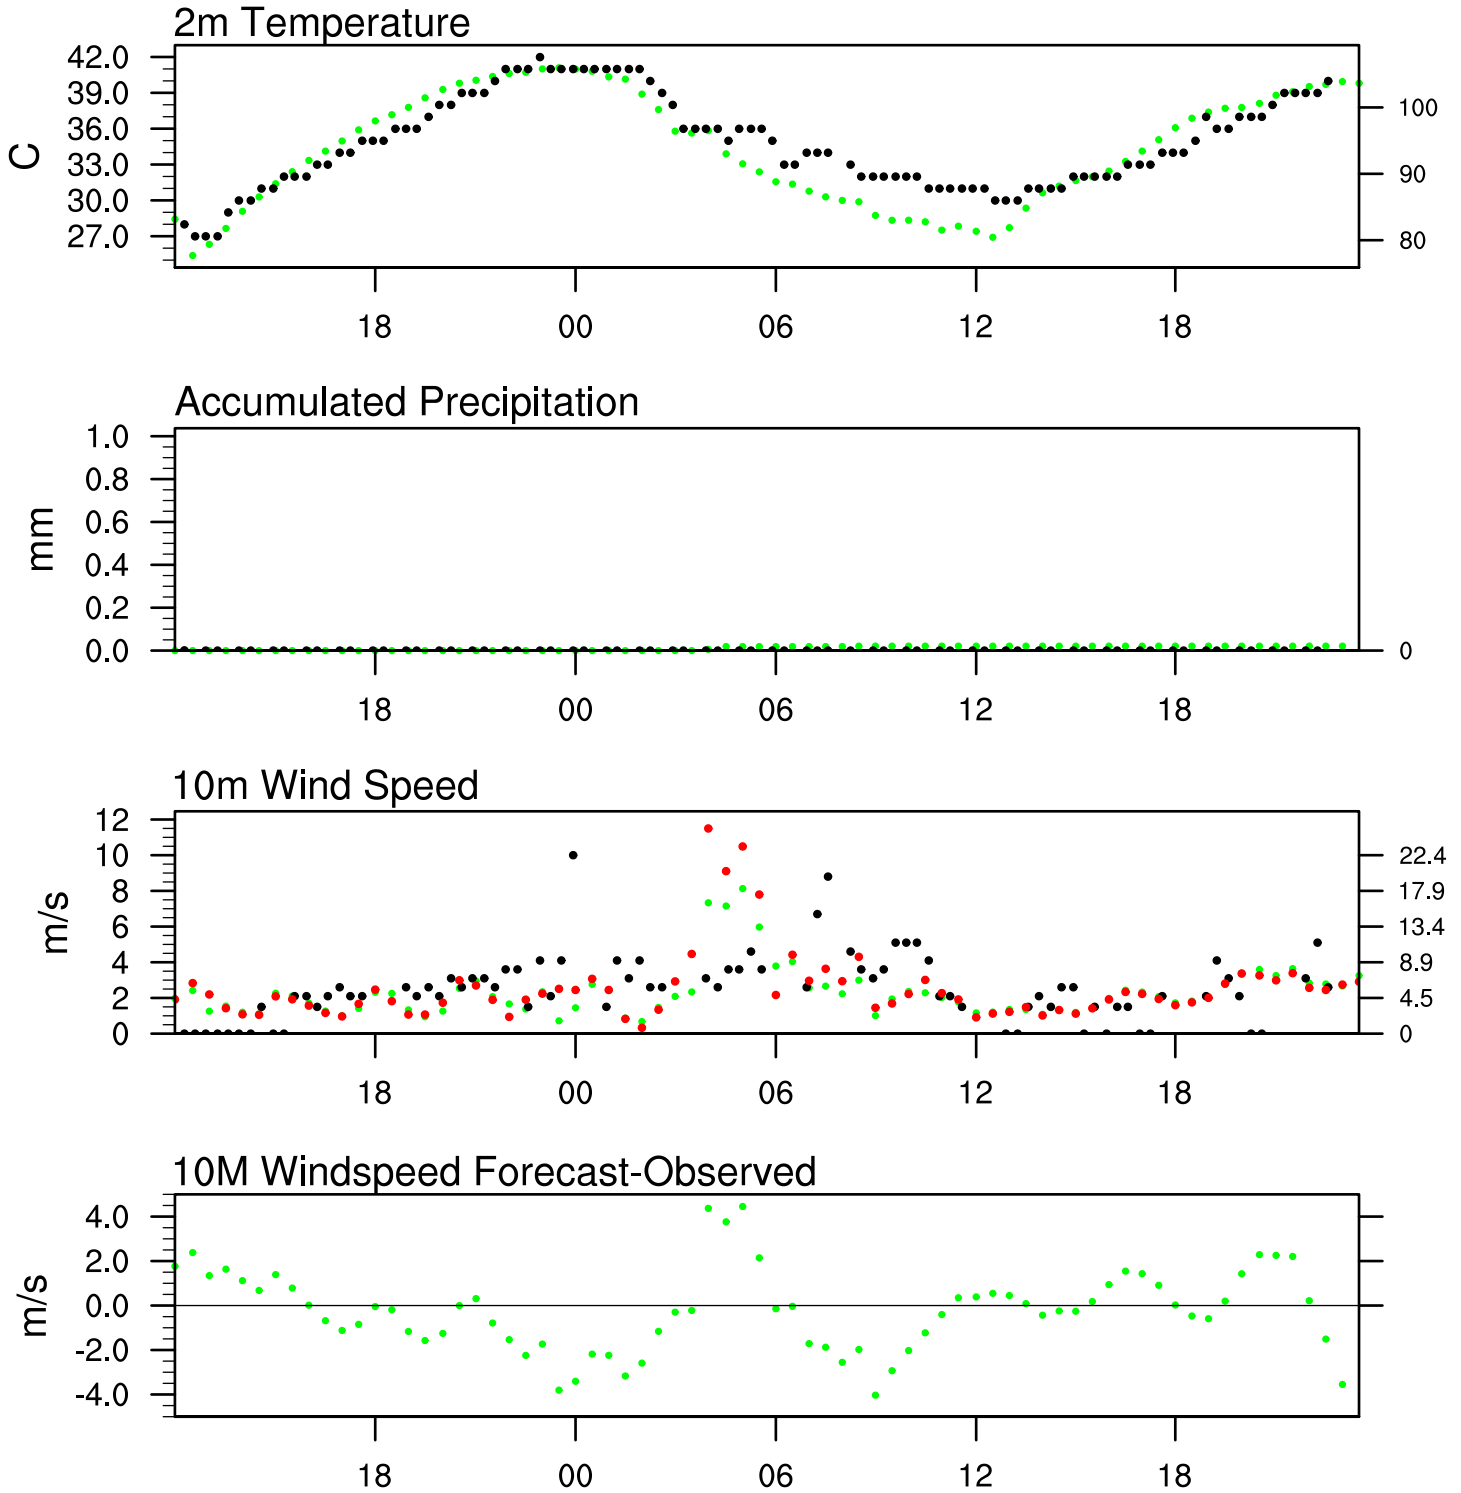 2m Temperature
42.0
39.0
36.0
33.0
30.0
27.0
C
100
90
80
18 00 06 12 18
Accumulated Precipitation
1.0
0.8
0.6
0.4
0.2
0.0
mm
0
18 00 06 12 18
10m Wind Speed
12
10
8
6
4
2
0
m/s
22.4
17.9
13.4
8.9
4.5
0
18 00 06 12 18
10M Windspeed Forecast-Observed
4.0
2.0
0.0
-2.0
-4.0
m/s
18 00 06 12 18